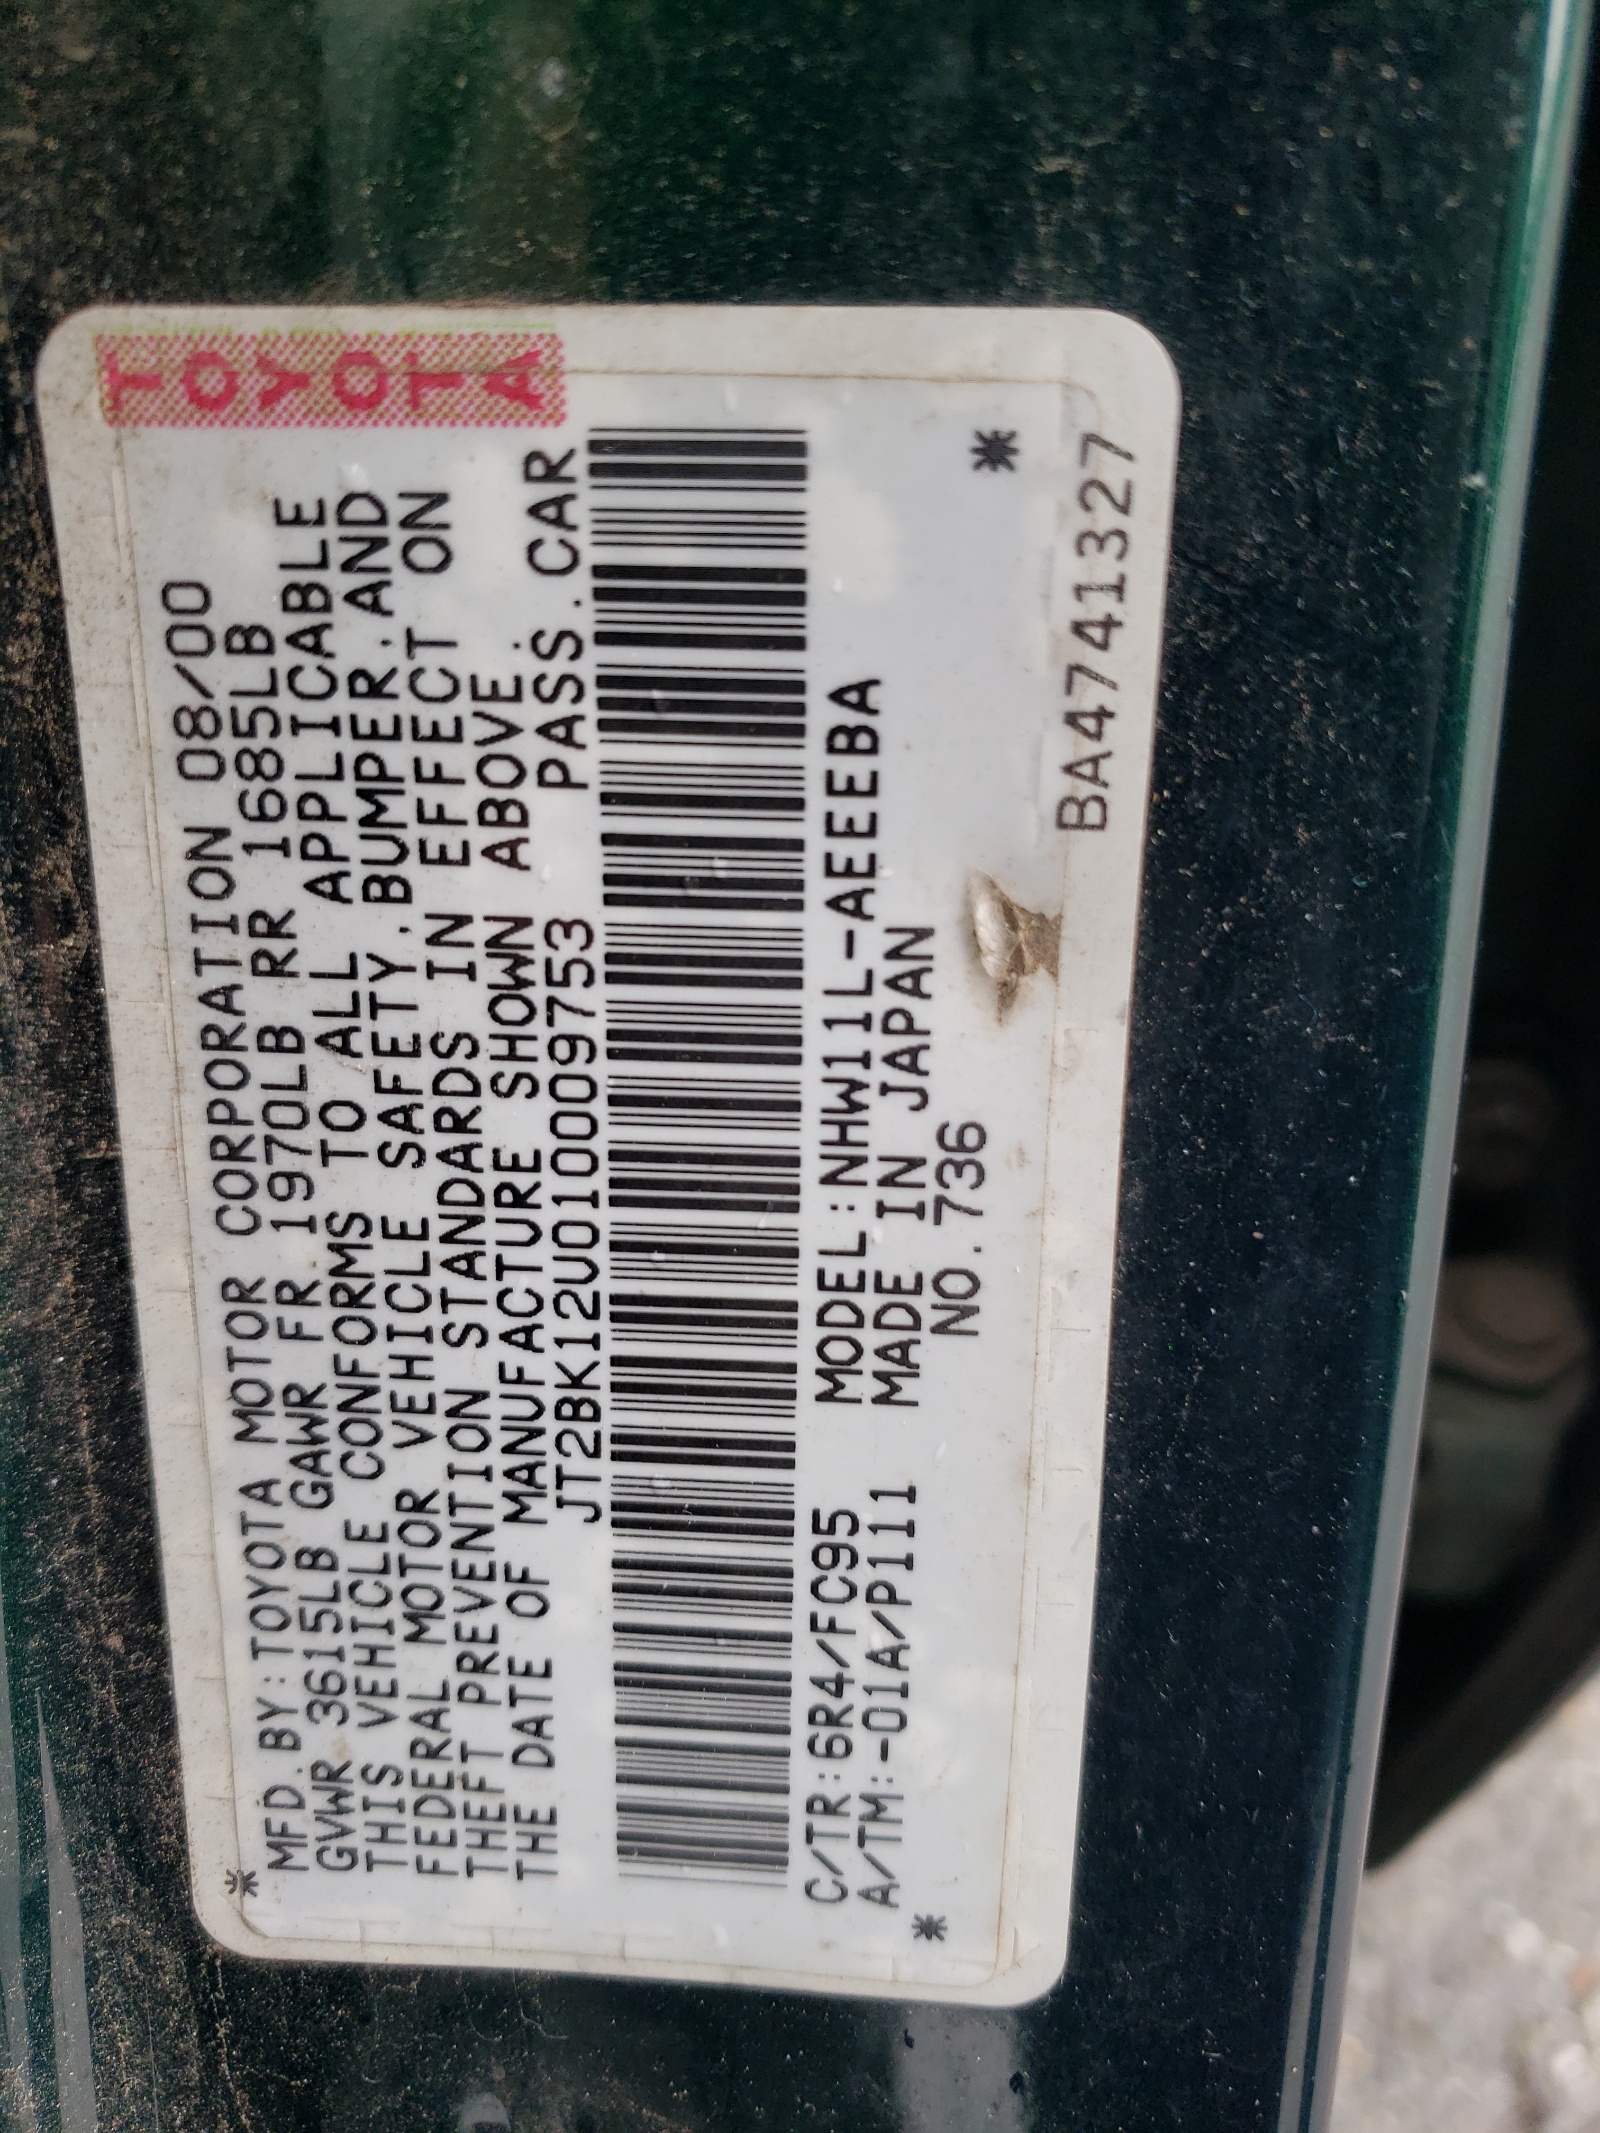 TOYOTA
MFD.BY:TOYOTA MOTOR CORPORATION 08/00
GVWR 3615LB GAWR FR 1970LB RR 1685LB
THIS VEHICLE CONFORMS TO ALL APPLICABLE
FEDERAL MOTOR VEHICLE SAFETY.BUMPER.AND
THEFT PREVENTION STANDARDS IN EFFECT ON
THE DATE OF MANUFACTURE SHOWN ABOVE.
JT2BK12U010009753 PASS.CAR
C/TR:6R4/FC95 MODEL:NHW11L-AEEEBA
A/TM:-01A/P111 MADE IN JAPAN
NO.736
BA4741327